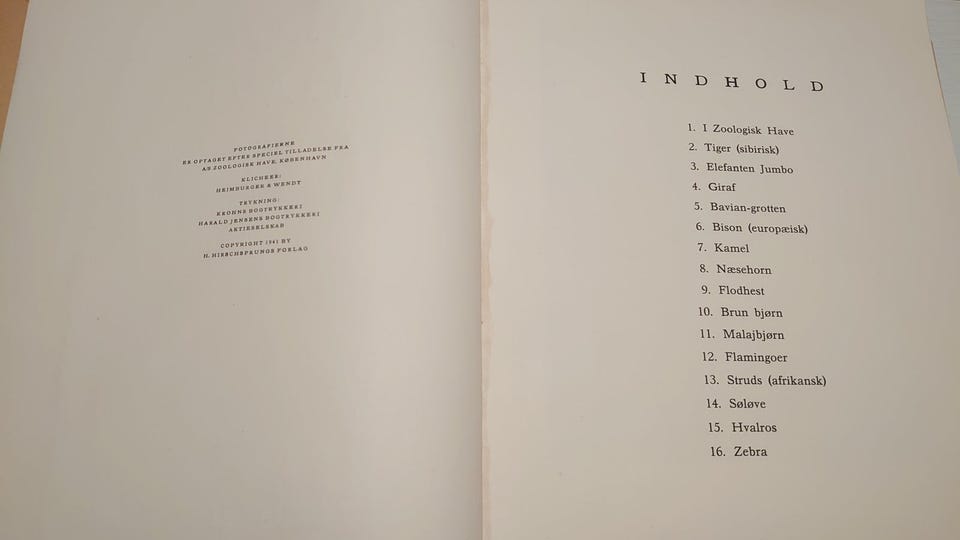 FOTOGRAFIERNE
ER OPTAGET EFTER SPECIEL TILLADELSE FRA
A/S ZOOLOGISK HAVE, KØBENHAVN
KLICHEER:
HEIMBURGER & WENDT
TRYKNING:
KROHNS BOGTRYKKERI
HARALD JENSENS BOGTRYKKERI
AKTIESELSKAB
COPYRIGHT 1941 BY
H. HIRSCHSPRUNGS FORLAG
INDHOLD
1. I Zoologisk Have
2. Tiger (sibirisk)
3. Elefanten Jumbo
4. Giraf
5. Bavian-grotten
6. Bison (europæisk)
7. Kamel
8. Næsehorn
9. Flodhest
10. Brun bjørn
11. Malajbjørn
12. Flamingoer
13. Struds (afrikansk)
14. Søløve
15. Hvalros
16. Zebra